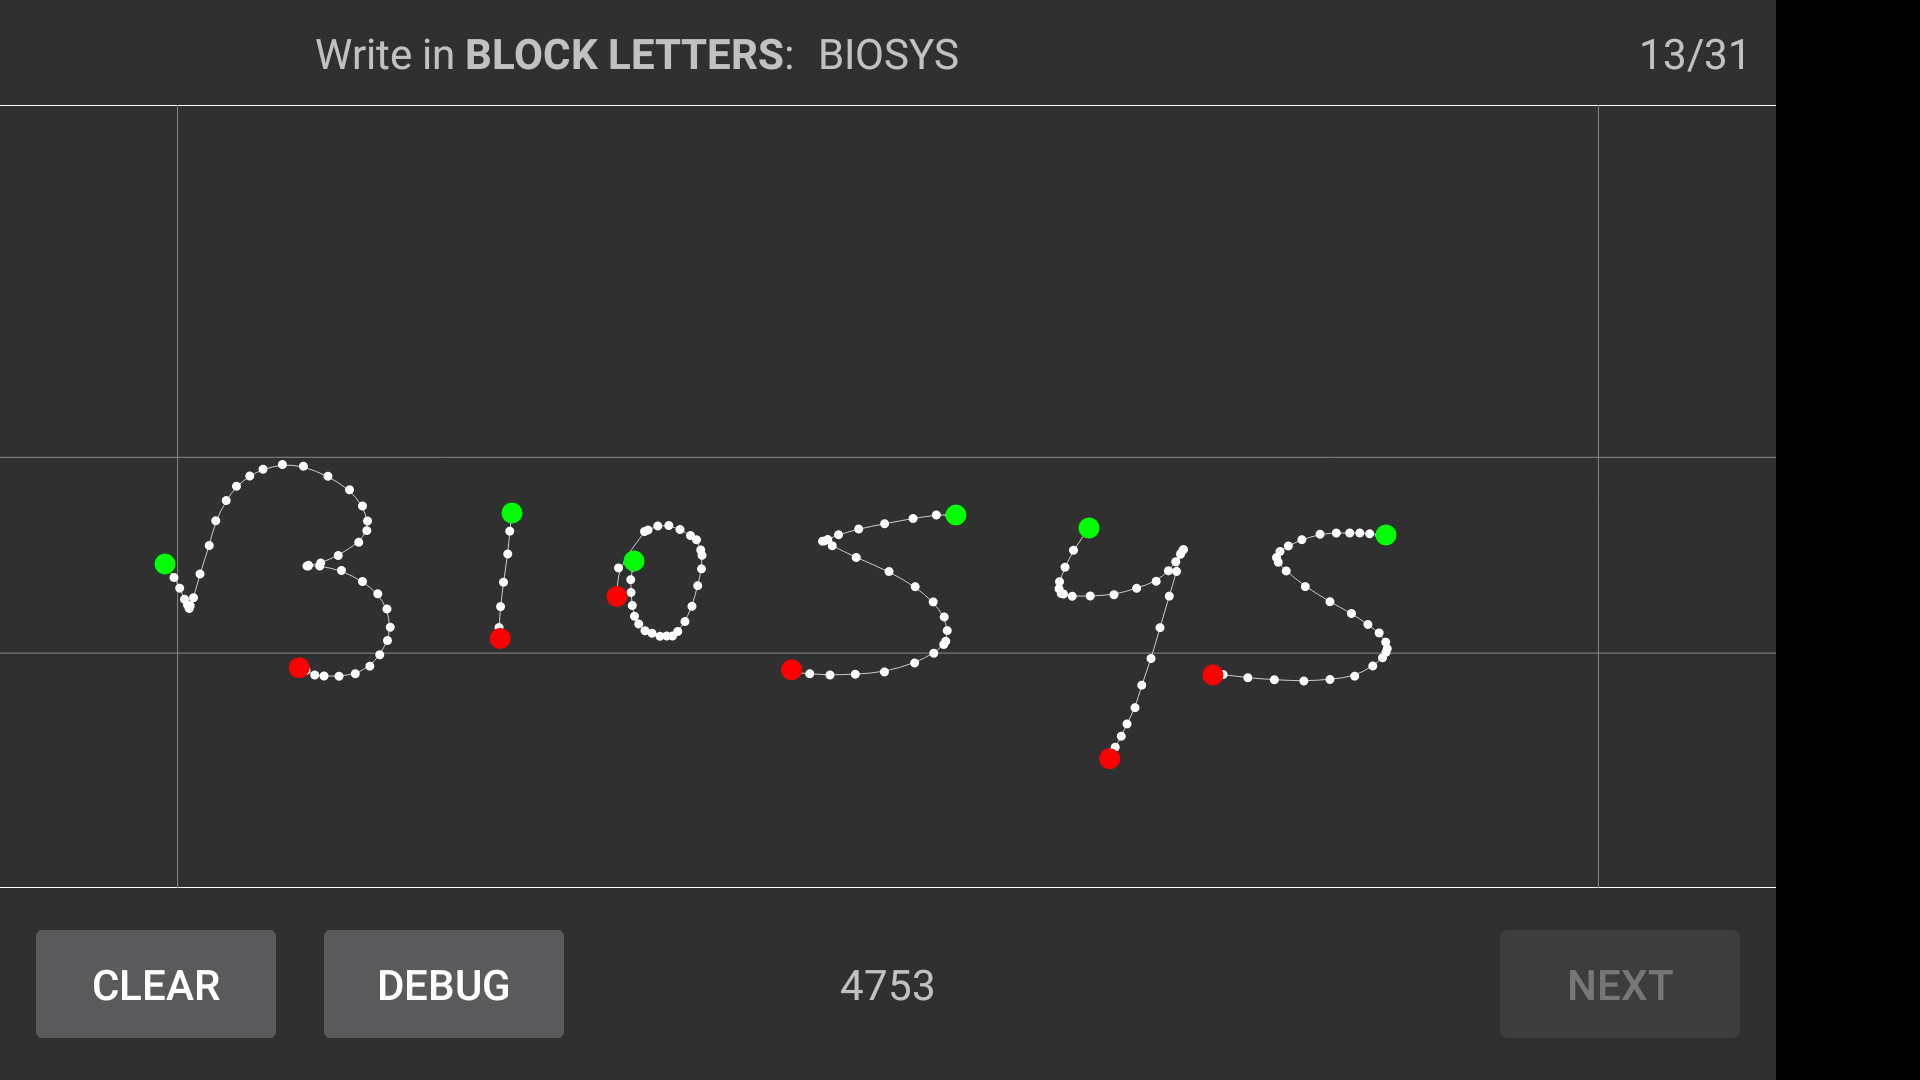 Write in BLOCK LETTERS: BIOSYS 13/31
BIOSYS
CLEAR DEBUG 4753 NEXT